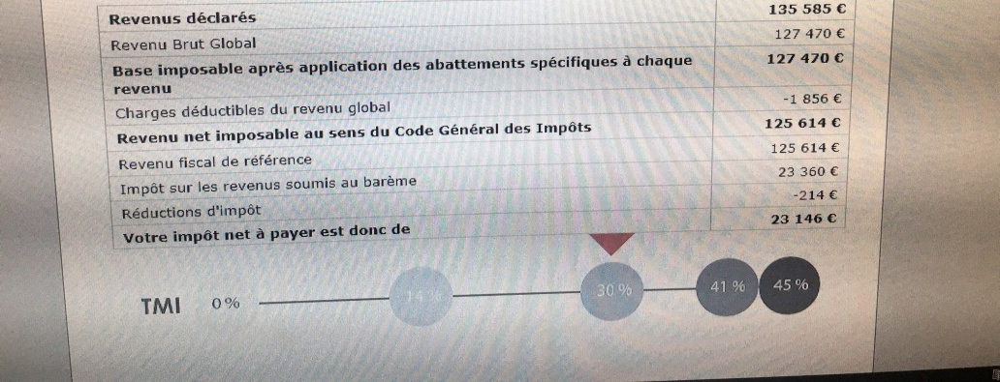 Revenus déclarés 135 585 €
Revenu Brut Global 127 470 €
Base imposable après application des abattements spécifiques à chaque 127 470 €
revenu
Charges déductibles du revenu global -1 856 €
Revenu net imposable au sens du Code Général des Impôts 125 614 €
Revenu fiscal de référence 125 614 €
Impôt sur les revenus soumis au barème 23 360 €
Réductions d'impôt -214 €
Votre impôt net à payer est donc de 23 146 €
TMI 0% 14 % 30 % 41 % 45 %